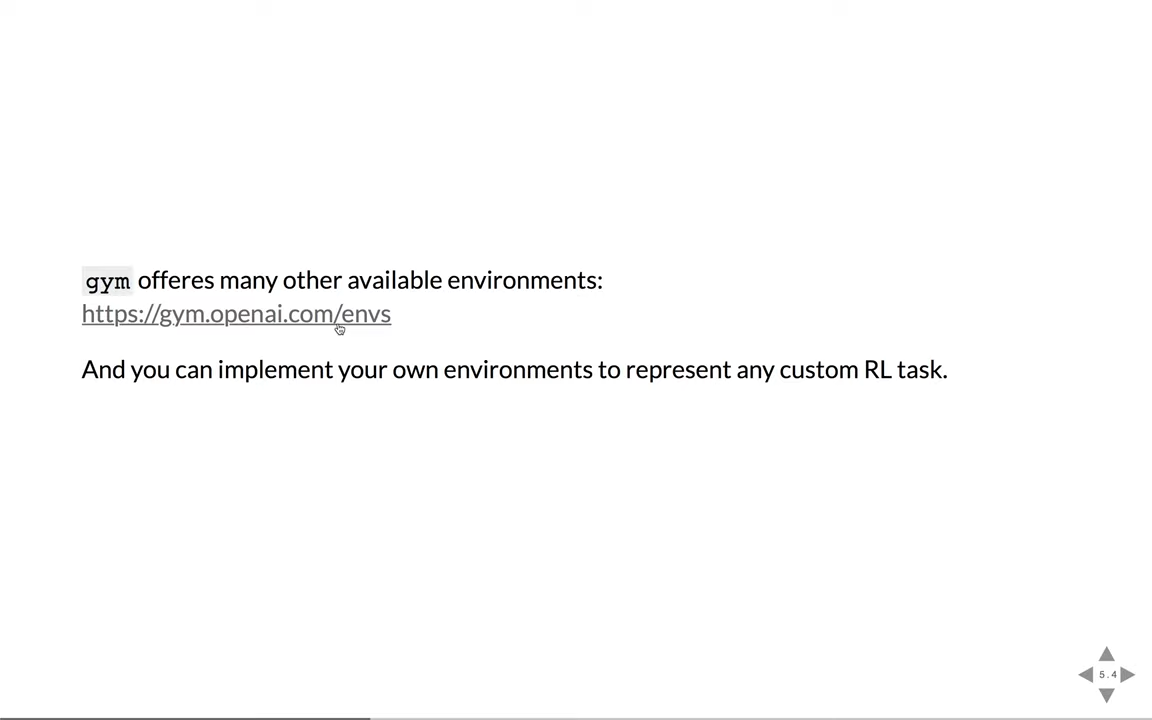 gym offeres many other available environments:
https://gym.openai.com/envs
And you can implement your own environments to represent any custom RL task.
5.4